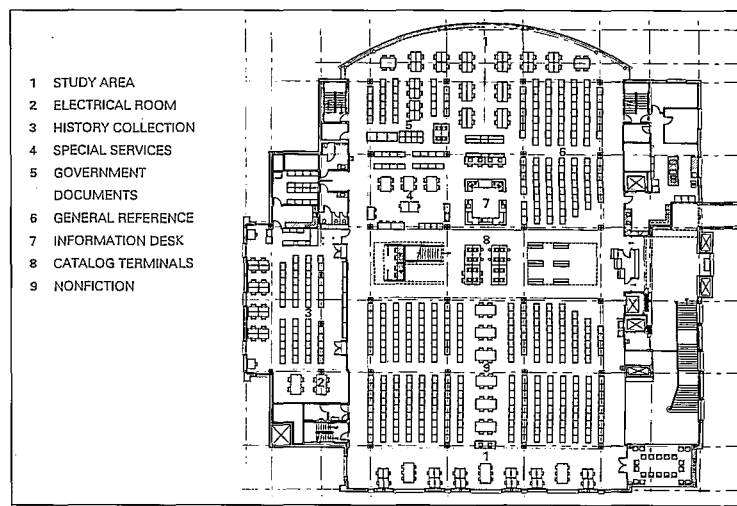 1 STUDY AREA
2 ELECTRICAL ROOM
3 HISTORY COLLECTION
4 SPECIAL SERVICES
5 GOVERNMENT
DOCUMENTS
6 GENERAL REFERENCE
7 INFORMATION DESK
8 CATALOG TERMINALS
9 NONFICTION
1
5
6
4
7
8
3
9
2
1